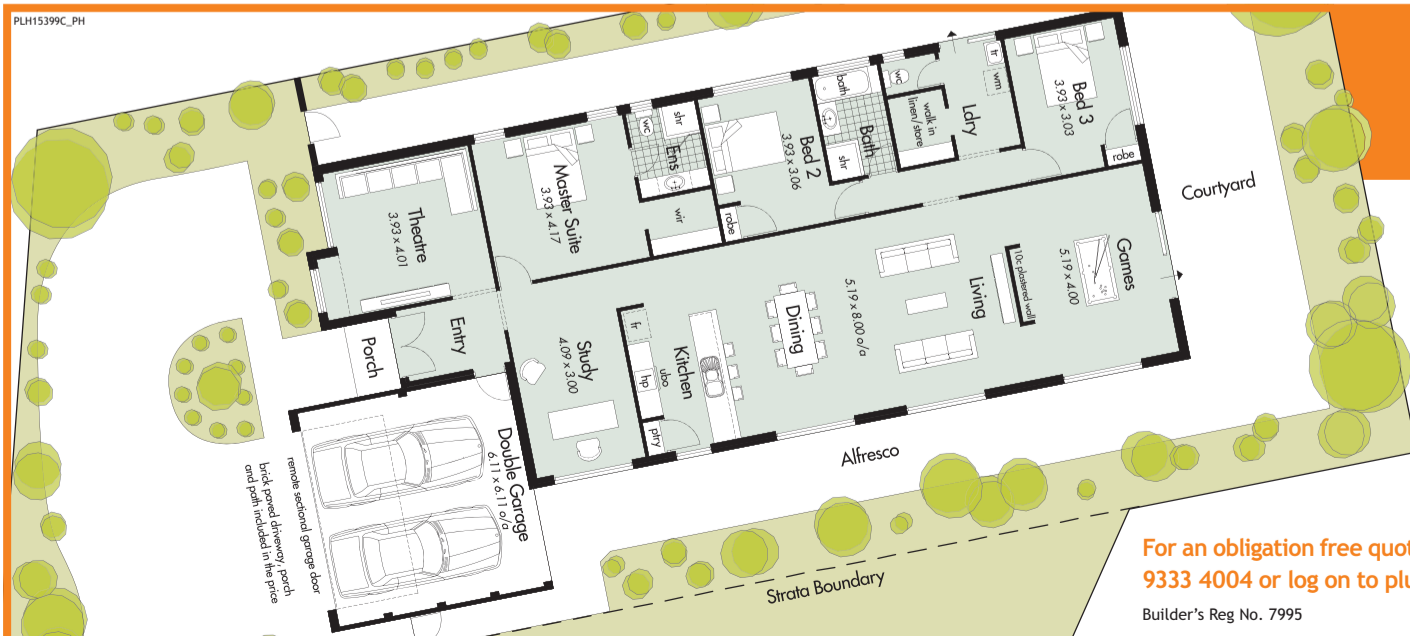 PLH15399C_PH
Theatre
3.93 x 4.01
Master Suite
3.93 x 4.17
wc
shr
Ens
wir
robe
Bed 2
3.93 x 3.06
bath
Bath
shr
wc
walk in
linen/store
tr
wm
Ldry
Bed 3
3.93 x 3.03
robe
Courtyard
Porch
Entry
Study
4.09 x 3.00
fr
ubo
hp
ptry
Kitchen
Dining
5.19 x 8.00 o/a
Living
10c plastered wall
Games
5.19 x 4.00
Alfresco
Double Garage
6.11 x 6.11 o/a
remote sectional garage door
brick paved driveway, porch
and path included in the price
Strata Boundary
For an obligation free quot
9333 4004 or log on to plu
Builder's Reg No. 7995